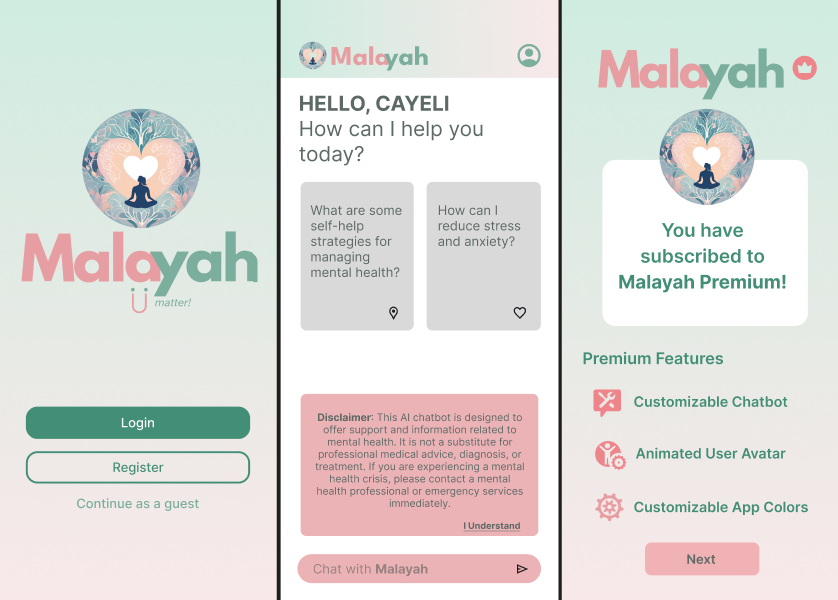 Malayah
Ü matter!
Login
Register
Continue as a guest
Malayah
HELLO, CAYELI
How can I help you
today?
What are some
self-help
strategies for
managing
mental health?
How can I
reduce stress
and anxiety?
Disclaimer: This AI chatbot is designed to
offer support and information related to
mental health. It is not a substitute for
professional medical advice, diagnosis, or
treatment. If you are experiencing a mental
health crisis, please contact a mental
health professional or emergency services
immediately.
I Understand
Chat with Malayah
Malayah
You have
subscribed to
Malayah Premium!
Premium Features
Customizable Chatbot
Animated User Avatar
Customizable App Colors
Next